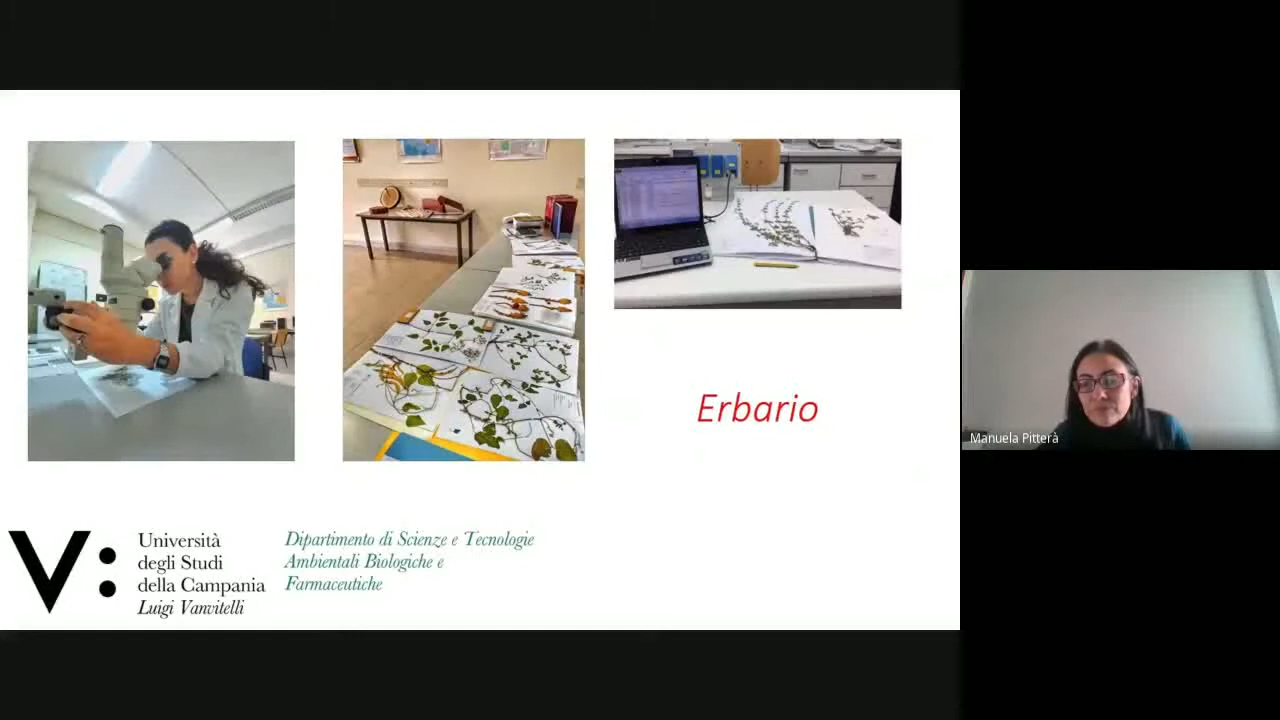 Erbario
V:
Università
degli Studi
della Campania
Luigi Vanvitelli
Dipartimento di Scienze e Tecnologie
Ambientali Biologiche e
Farmaceutiche
Manuela Pitterà